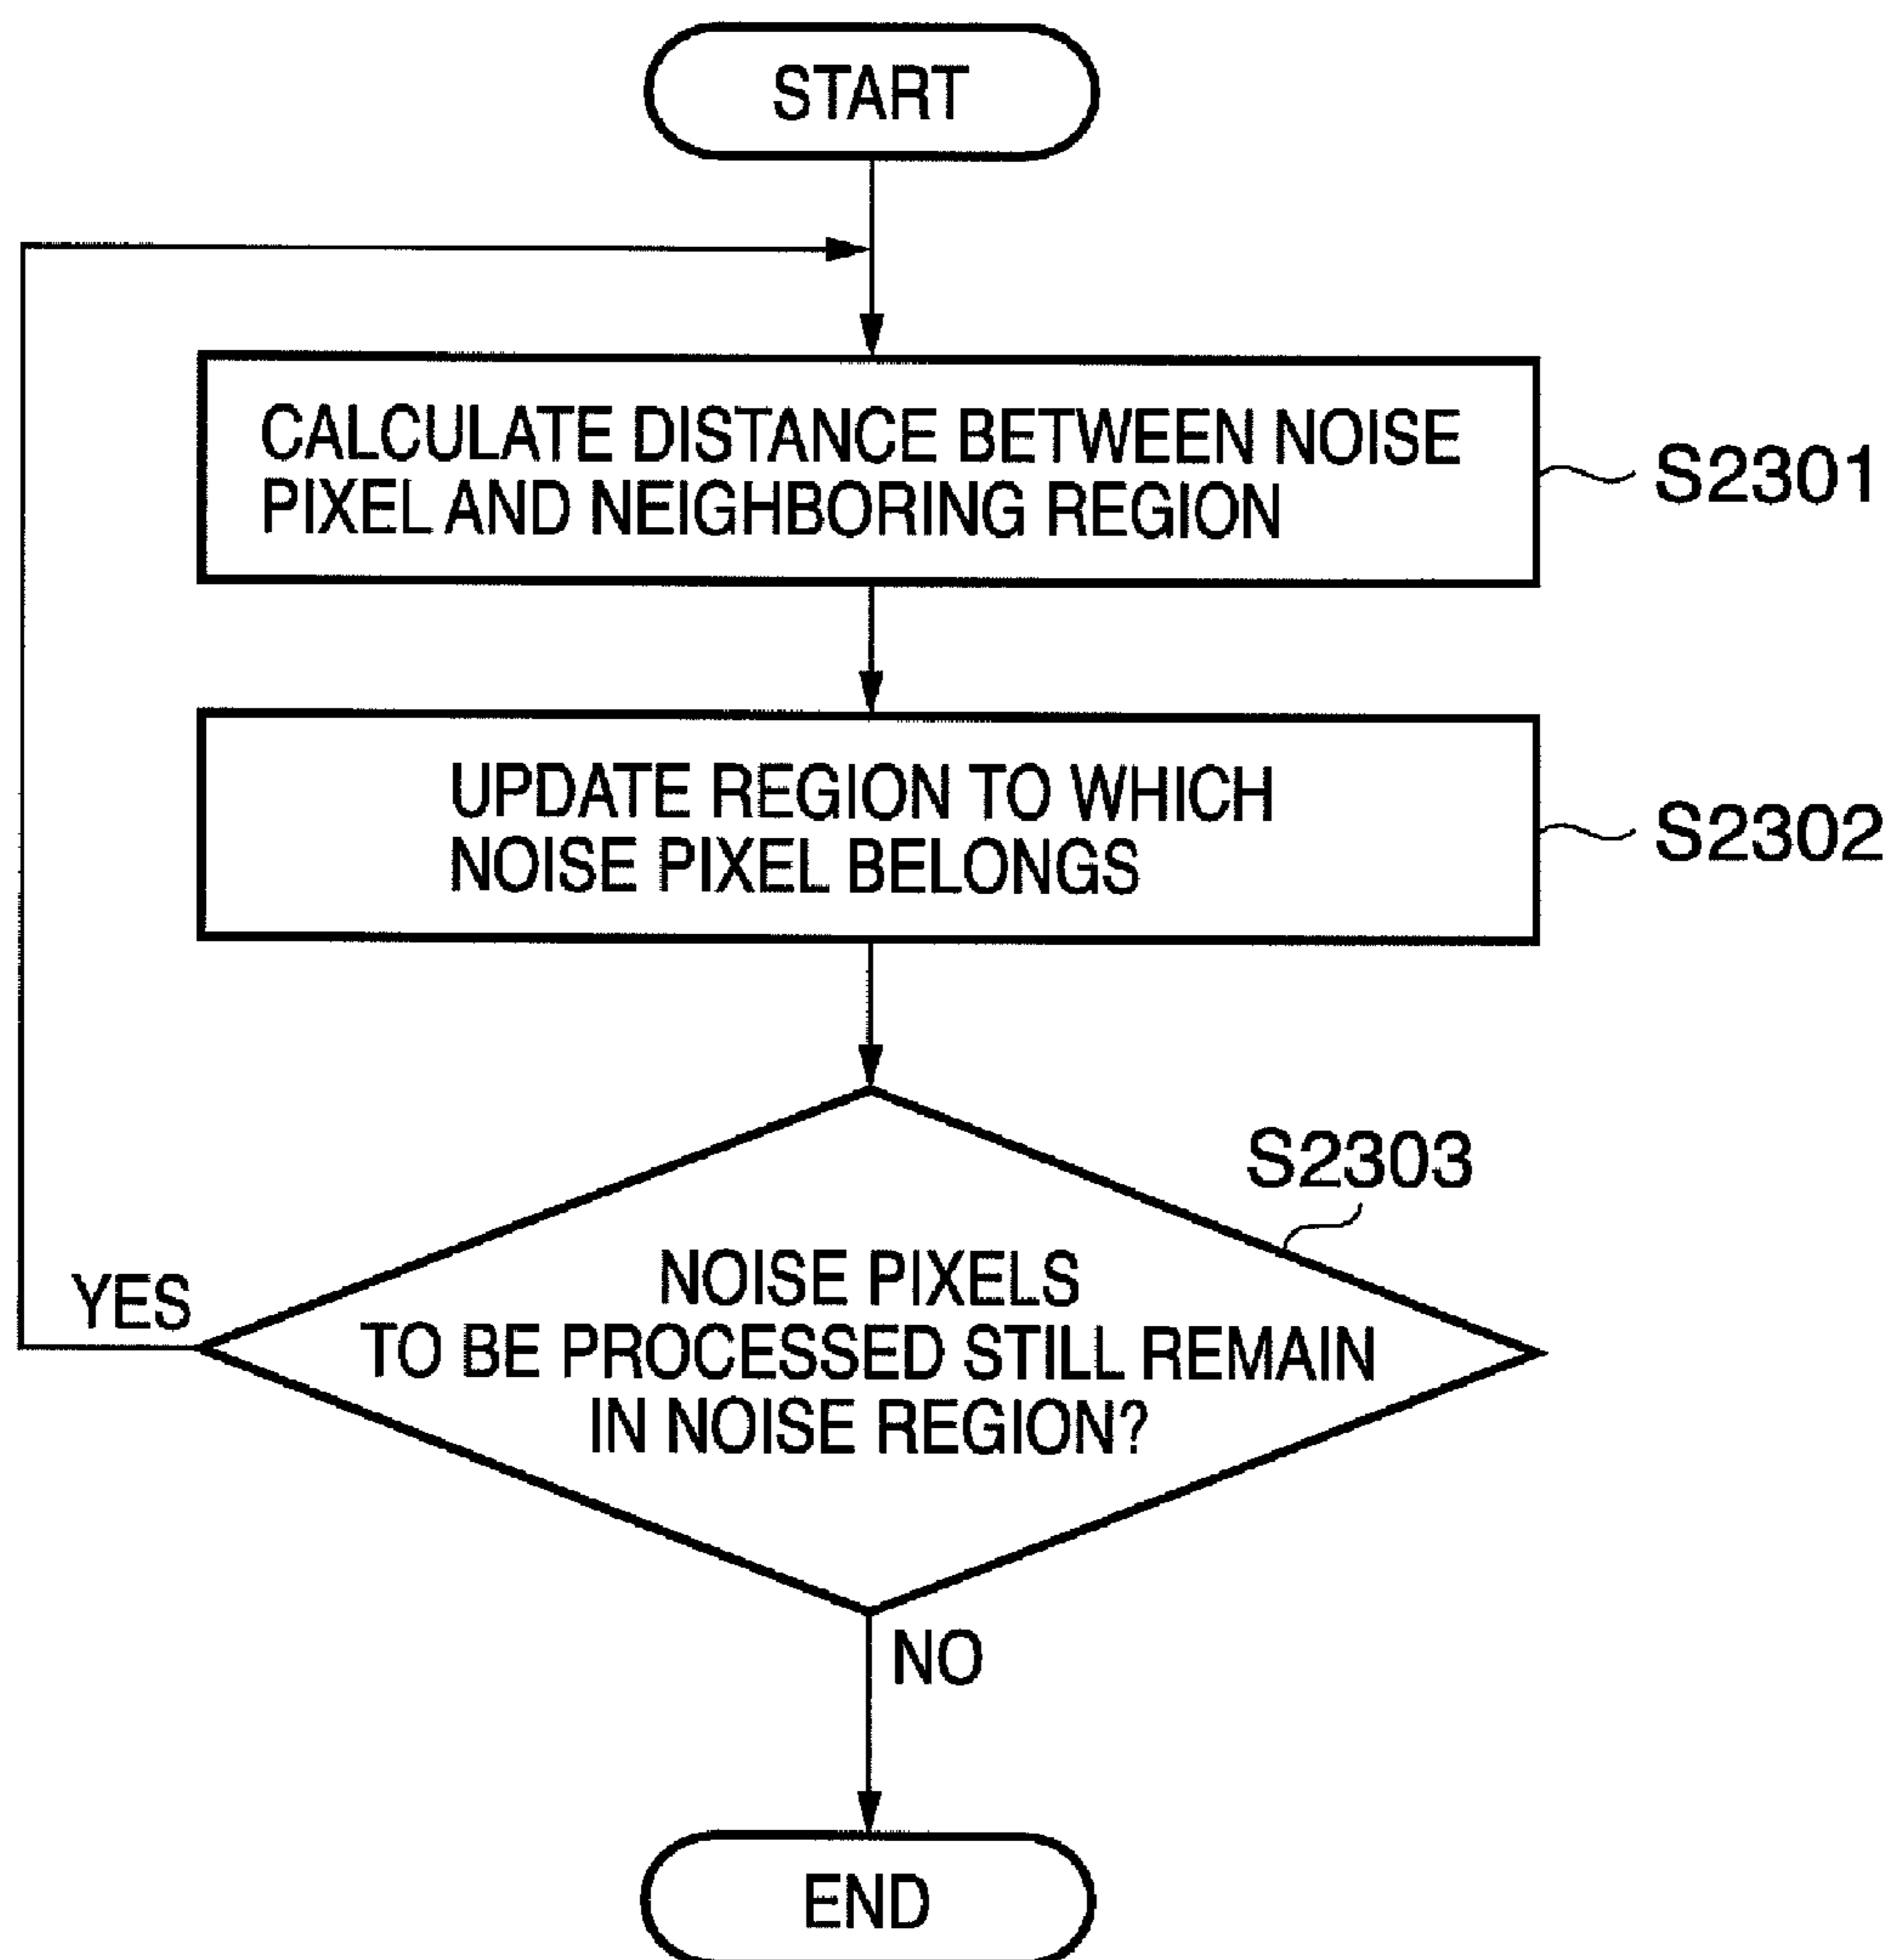 START
CALCULATE DISTANCE BETWEEN NOISE
PIXEL AND NEIGHBORING REGION
S2301
UPDATE REGION TO WHICH
NOISE PIXEL BELONGS
S2302
S2303
NOISE PIXELS
TO BE PROCESSED STILL REMAIN
IN NOISE REGION?
YES
NO
END